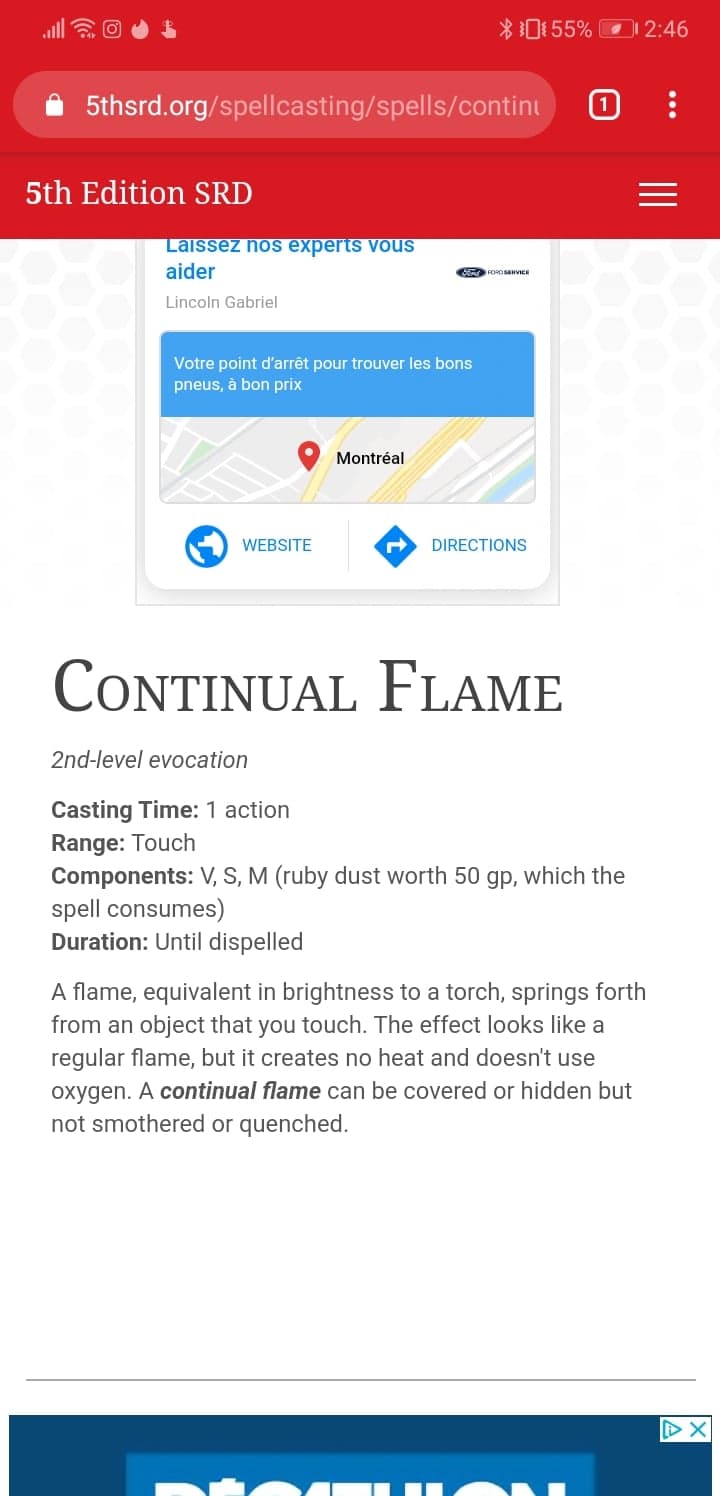 55% 2:46
5thsrd.org/spellcasting/spells/continu
1
5th Edition SRD
Laissez nos experts vous
aider
Ford FORD SERVICE
Lincoln Gabriel
Votre point d'arrêt pour trouver les bons
pneus, à bon prix
Montréal
WEBSITE DIRECTIONS
CONTINUAL FLAME
2nd-level evocation
Casting Time: 1 action
Range: Touch
Components: V, S, M (ruby dust worth 50 gp, which the
spell consumes)
Duration: Until dispelled
A flame, equivalent in brightness to a torch, springs forth
from an object that you touch. The effect looks like a
regular flame, but it creates no heat and doesn't use
oxygen. A continual flame can be covered or hidden but
not smothered or quenched.
DÉCATHLON